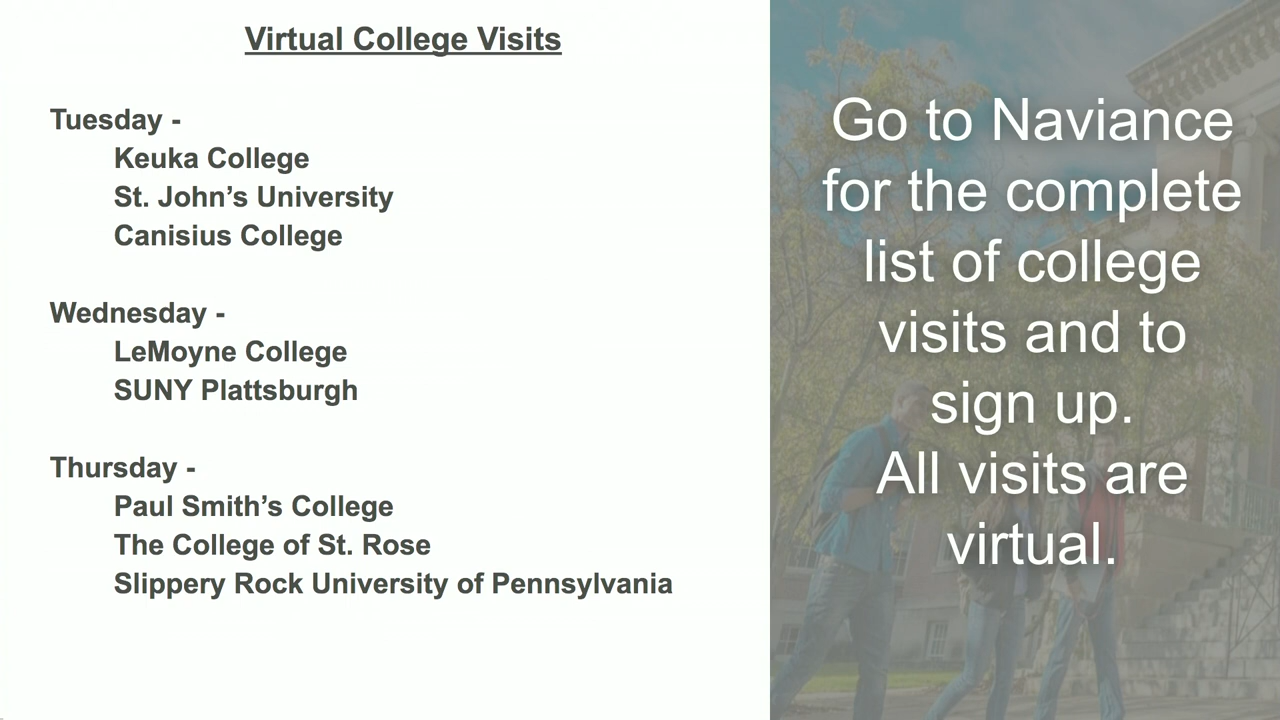 Virtual College Visits
Tuesday -
Keuka College
St. John’s University
Canisius College
Wednesday -
LeMoyne College
SUNY Plattsburgh
Thursday -
Paul Smith’s College
The College of St. Rose
Slippery Rock University of Pennsylvania
Go to Naviance
for the complete
list of college
visits and to
sign up.
All visits are
virtual.